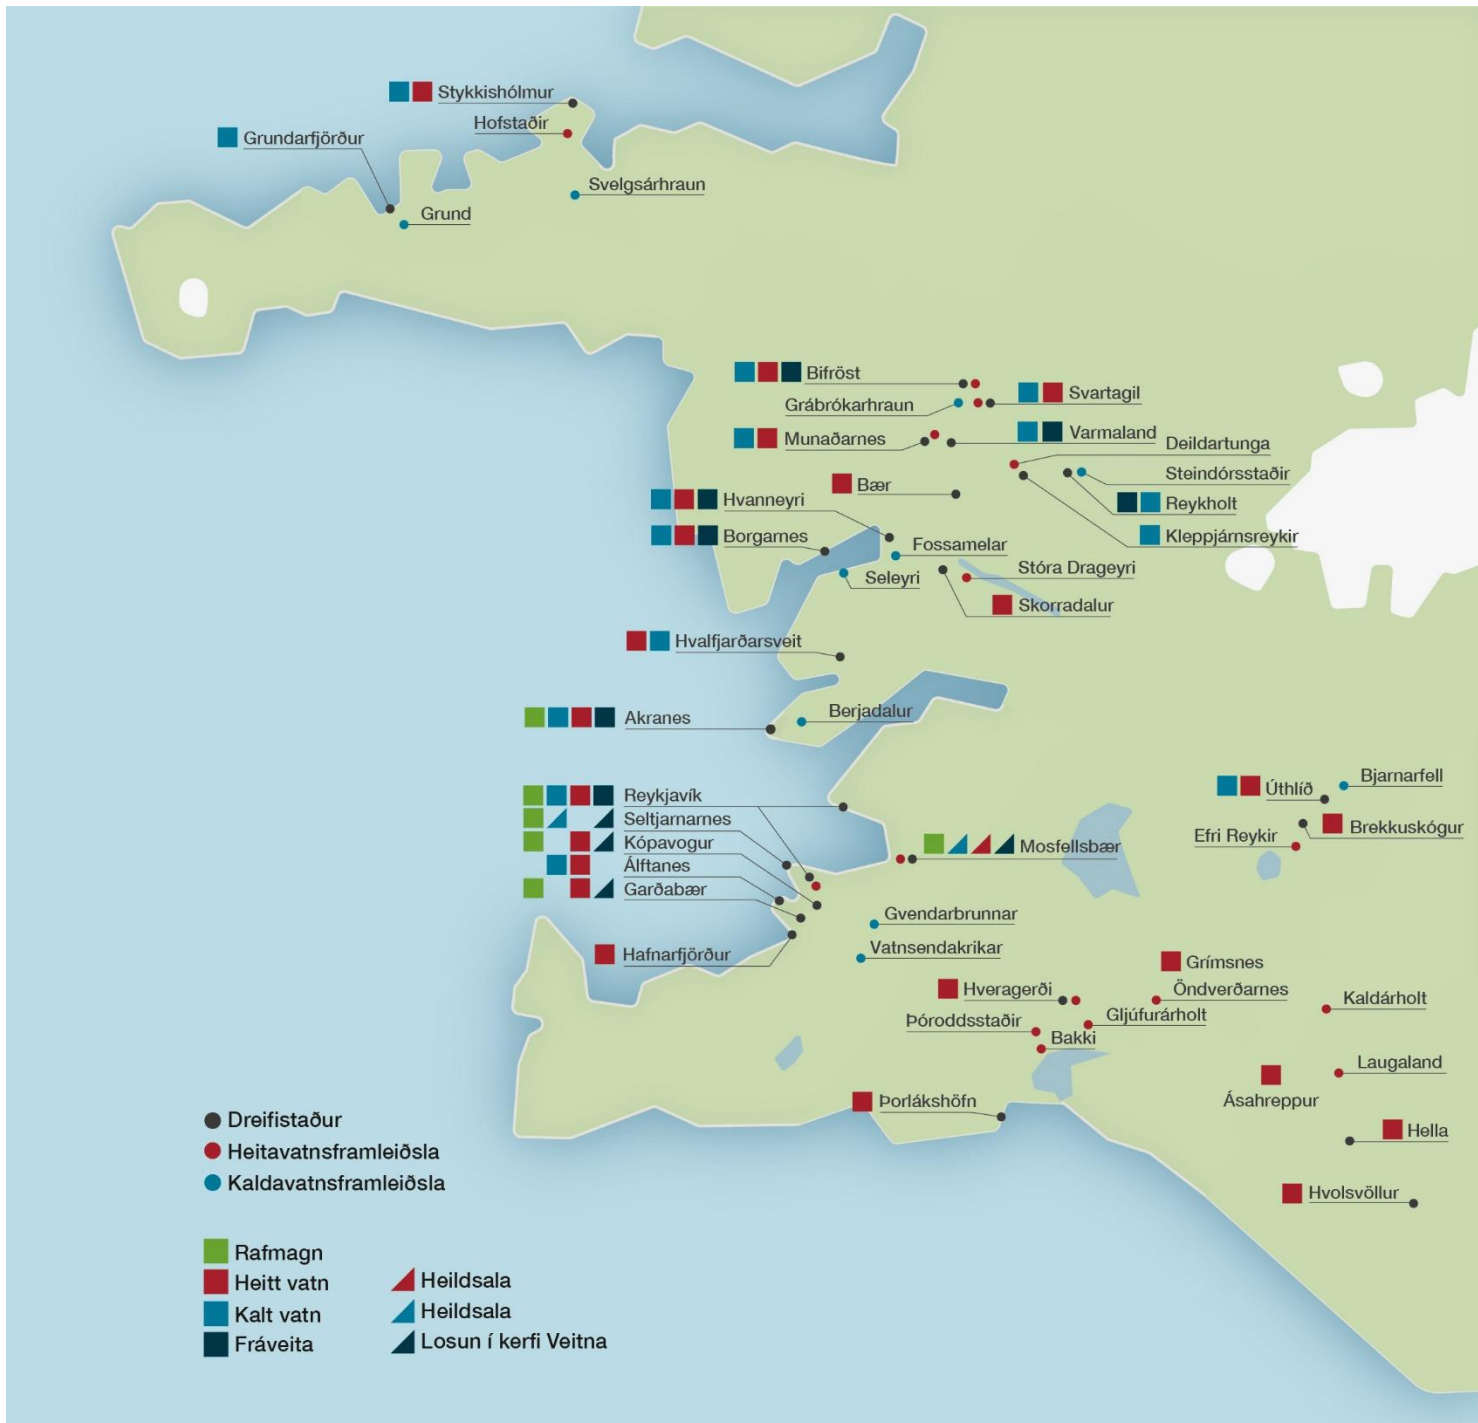 Stykkishólmur
Hofstaðir
Grundarfjörður
Svelgsárhraun
Grund
Bifröst
Svartagil
Grábrókarhraun
Munaðarnes
Varmaland
Deildartunga
Steindórsstaðir
Bær
Hvanneyri
Reykholt
Borgarnes
Kleppjárnsreykir
Fossamelar
Seleyri
Stóra Drageyri
Skorradalur
Hvalfjarðarsveit
Akranes
Berjadalur
Reykjavík
Seltjarnarnes
Kópavogur
Álftanes
Garðabær
Mosfellsbær
Úthlíð
Bjarnarfell
Efri Reykir
Brekkuskógur
Gvendarbrunnar
Vatnsendakrikar
Hafnarfjörður
Grímsnes
Hveragerði
Öndverðarnes
Kaldárholt
Þóroddsstaðir
Gljúfurárholt
Bakki
Laugaland
Þorlákshöfn
Ásahreppur
Hella
Hvolsvöllur
Dreifistaður
Heitavatnsframleiðsla
Kaldavatnsframleiðsla
Rafmagn
Heitt vatn
Heildsala
Kalt vatn
Heildsala
Fráveita
Losun í kerfi Veitna